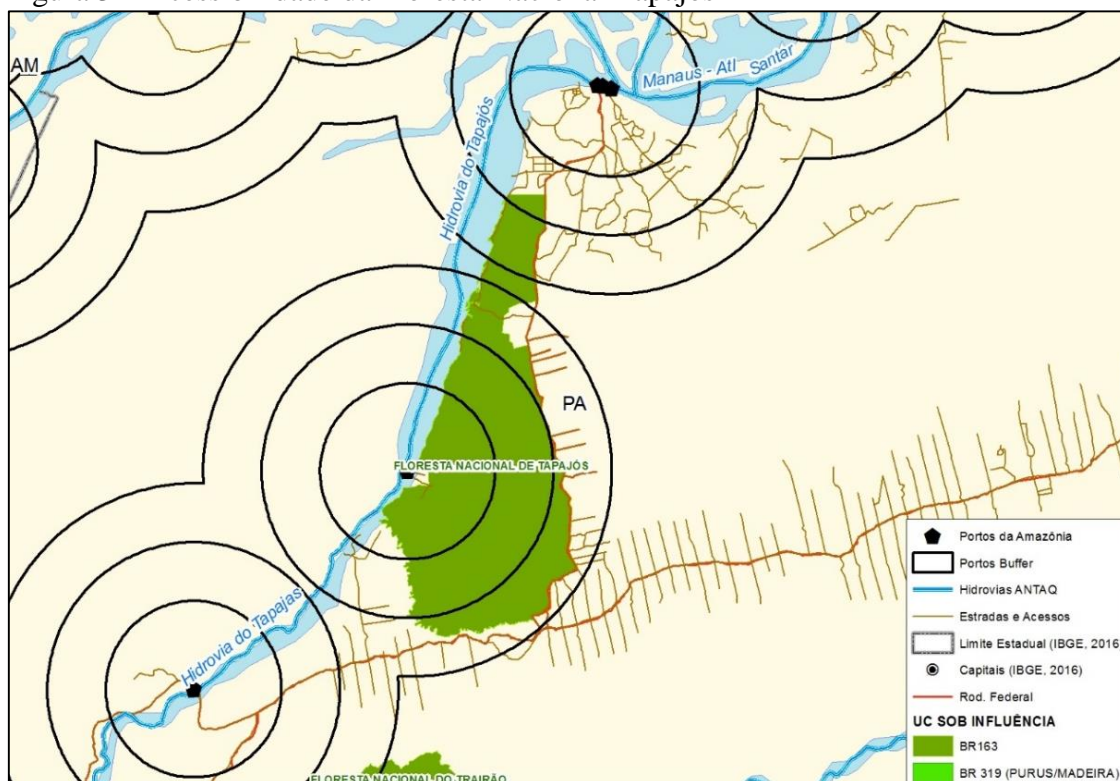 AM
Manaus - Atl - Santar
Hidrovia do Tapajós
PA
FLORESTA NACIONAL DE TAPAJÓS
Hidrovia do Tapajas
FLORESTA NACIONAL DO TRAIRÃO
Portos da Amazônia
Portos Buffer
Hidrovias ANTAQ
Estradas e Acessos
Limite Estadual (IBGE, 2016
Capitais (IBGE, 2016)
Rod. Federal
UC SOB INFLUÊNCIA
BR163
BR 319 (PURUS/MADEIRA)